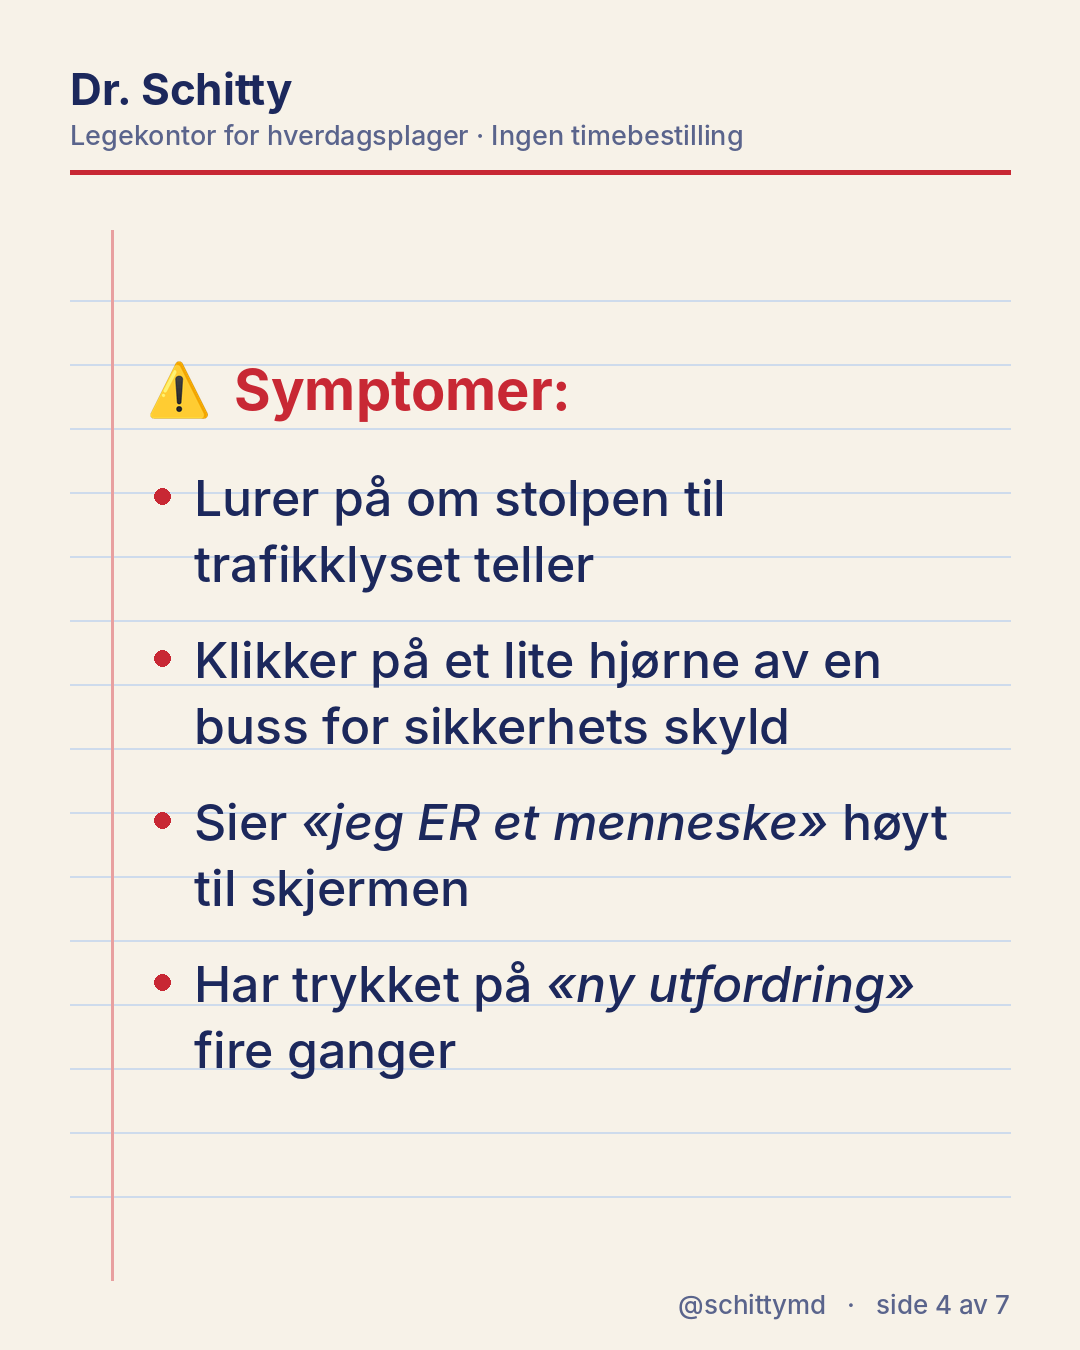 Dr. Schitty
Legekontor for hverdagsplager · Ingen timebestilling
⚠️ Symptomer:
• Lurer på om stolpen til
trafikklyset teller
• Klikker på et lite hjørne av en
buss for sikkerhets skyld
• Sier «jeg ER et menneske» høyt
til skjermen
• Har trykket på «ny utfordring»
fire ganger
@schittymd · side 4 av 7